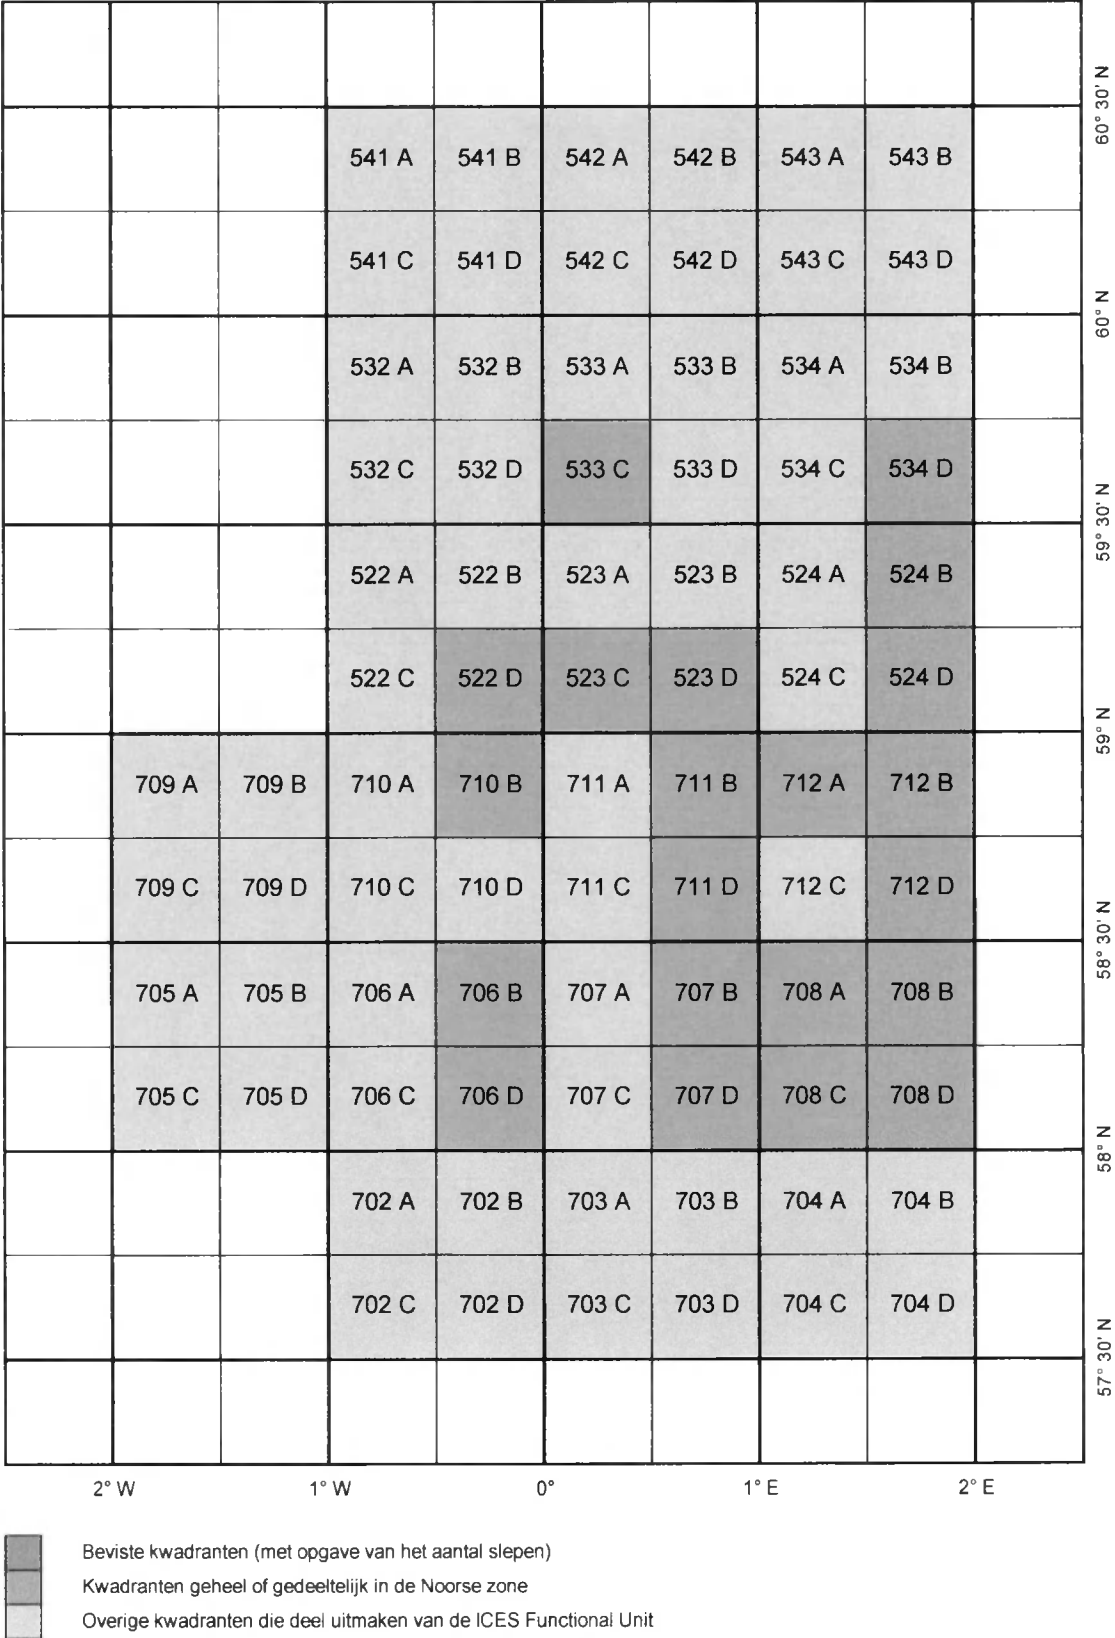 60° 30' N
541 A 541 B 542 A 542 B 543 A 543 B
541 C 541 D 542 C 542 D 543 C 543 D
60° N
532 A 532 B 533 A 533 B 534 A 534 B
532 C 532 D 533 C 533 D 534 C 534 D
59° 30' N
522 A 522 B 523 A 523 B 524 A 524 B
522 C 522 D 523 C 523 D 524 C 524 D
59° N
709 A 709 B 710 A 710 B 711 A 711 B 712 A 712 B
709 C 709 D 710 C 710 D 711 C 711 D 712 C 712 D
58° 30' N
705 A 705 B 706 A 706 B 707 A 707 B 708 A 708 B
705 C 705 D 706 C 706 D 707 C 707 D 708 C 708 D
58° N
702 A 702 B 703 A 703 B 704 A 704 B
702 C 702 D 703 C 703 D 704 C 704 D
57° 30' N
2° W 1° W 0° 1° E 2° E
Beviste kwadranten (met opgave van het aantal slepen)
Kwadranten geheel of gedeeltelijk in de Noorse zone
Overige kwadranten die deel uitmaken van de ICES Functional Unit